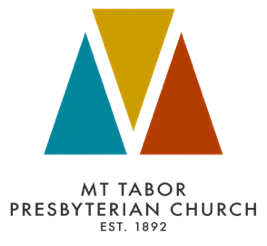 MT TABOR
PRESBYTERIAN CHURCH
EST. 1892